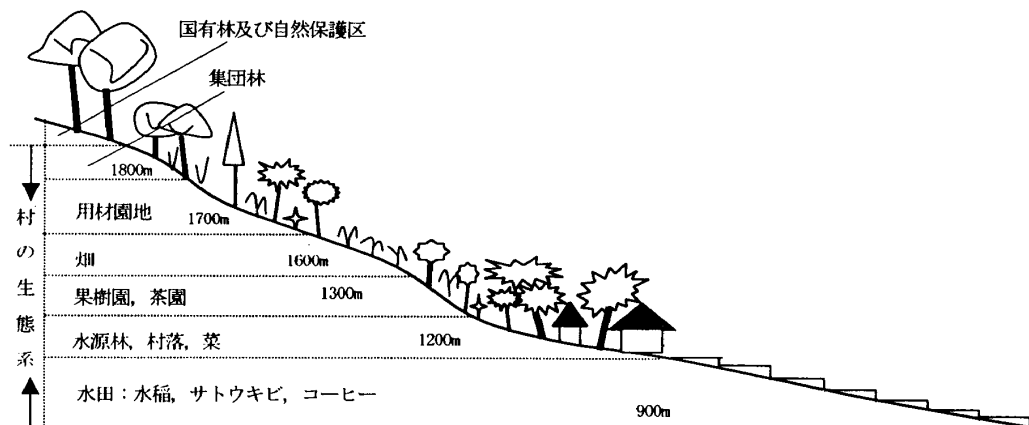 国有林及び自然保護区
集団林
1800m
用材園地
1700m
畑
1600m
果樹園，茶園
1300m
水源林，村落，菜
1200m
水田：水稲，サトウキビ，コーヒー
900m
村の生態系